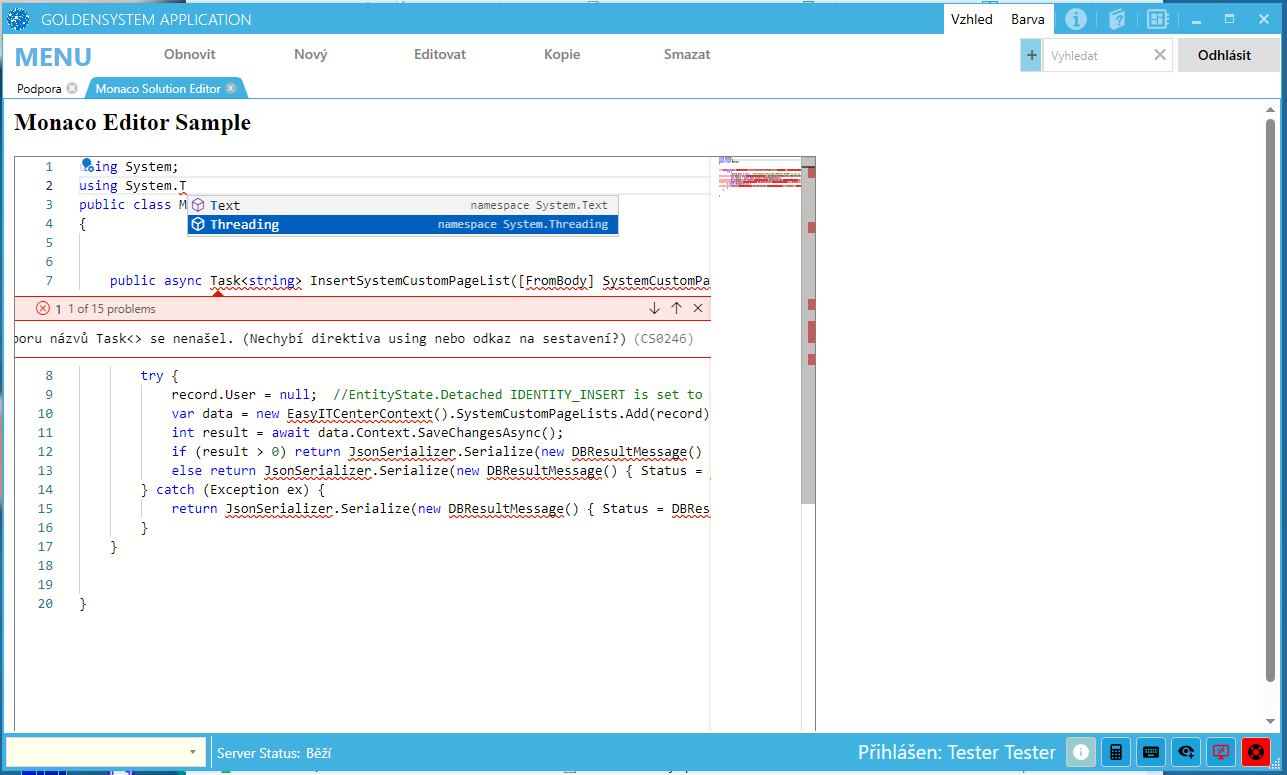 GOLDENSYSTEM APPLICATION
Vzhled Barva
MENU Obnovit Nový Editovat Kopie Smazat + Vyhledat Odhlásit
Podpora Monaco Solution Editor
Monaco Editor Sample
1 using System;
2 using System.T
3 public class M
Text namespace System.Text
4 {
Threading namespace System.Threading
5
6
7 public async Task<string> InsertSystemCustomPageList([FromBody] SystemCustomPa
1 1 of 15 problems
oru názvů Task<> se nenašel. (Nechybí direktiva using nebo odkaz na sestavení?) (CS0246)
8 try {
9 record.User = null; //EntityState.Detached IDENTITY_INSERT is set to
10 var data = new EasyITCenterContext().SystemCustomPageLists.Add(record)
11 int result = await data.Context.SaveChangesAsync();
12 if (result > 0) return JsonSerializer.Serialize(new DBResultMessage()
13 else return JsonSerializer.Serialize(new DBResultMessage() { Status =
14 } catch (Exception ex) {
15 return JsonSerializer.Serialize(new DBResultMessage() { Status = DBRes
16 }
17 }
18
19
20 }
Server Status: Běží
Přihlášen: Tester Tester